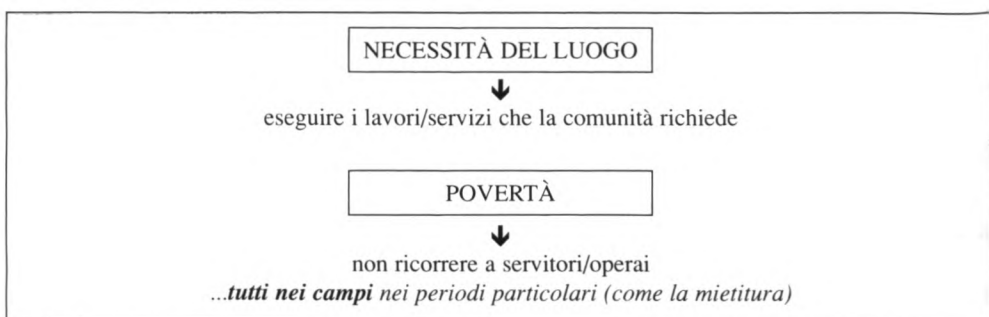 NECESSITÀ DEL LUOGO
eseguire i lavori/servizi che la comunità richiede
POVERTÀ
non ricorrere a servitori/operai
...tutti nei campi nei periodi particolari (come la mietitura)